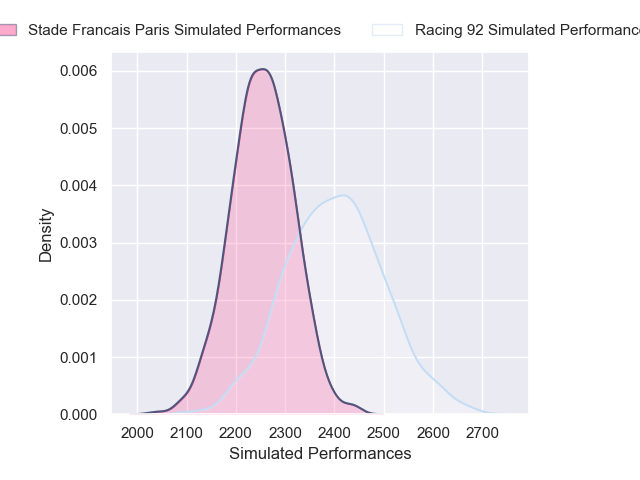 Stade Francais Paris Simulated Performances Racing 92 Simulated
0.006
0.005
0.004
0.003
0.002
0.001
0.000
Density
2000 2100 2200 2300 2400 2500 2600 2700
Simulated Performances